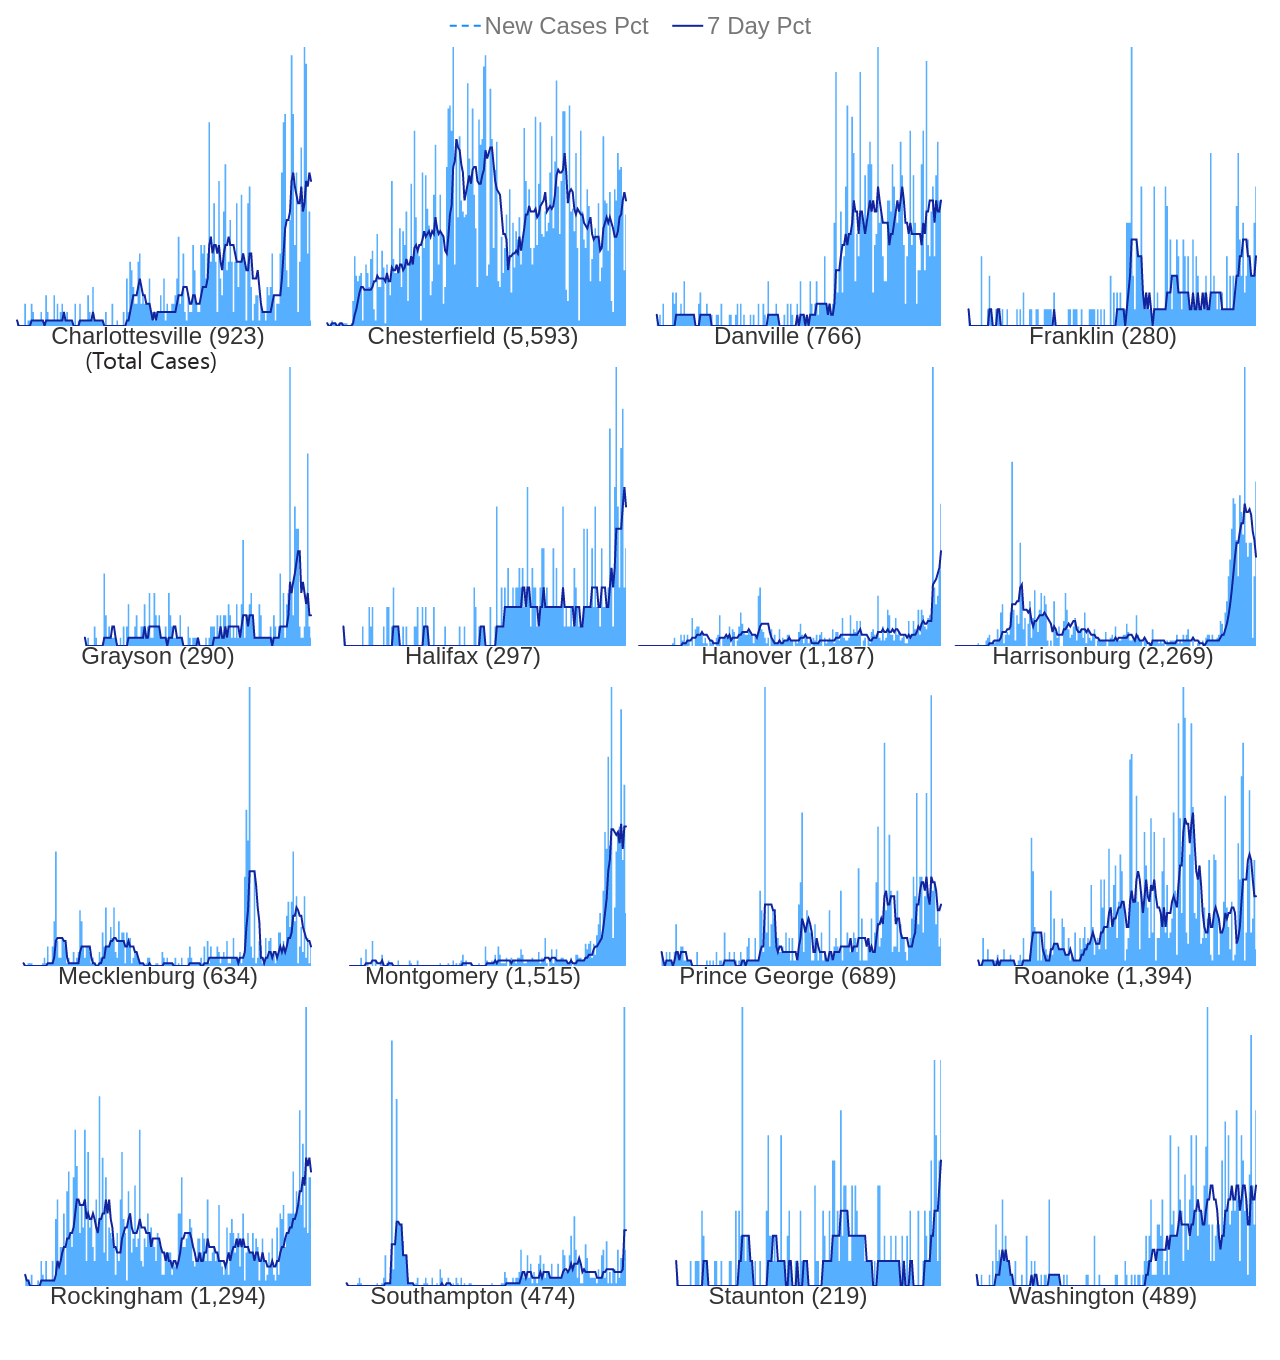 New Cases Pct 7 Day Pct
Charlottesville (923) Chesterfield (5,593) Danville (766) Franklin (280)
(Total Cases)
Grayson (290) Halifax (297) Hanover (1,187) Harrisonburg (2,269)
Mecklenburg (634) Montgomery (1,515) Prince George (689) Roanoke (1,394)
Rockingham (1,294) Southampton (474) Staunton (219) Washington (489)